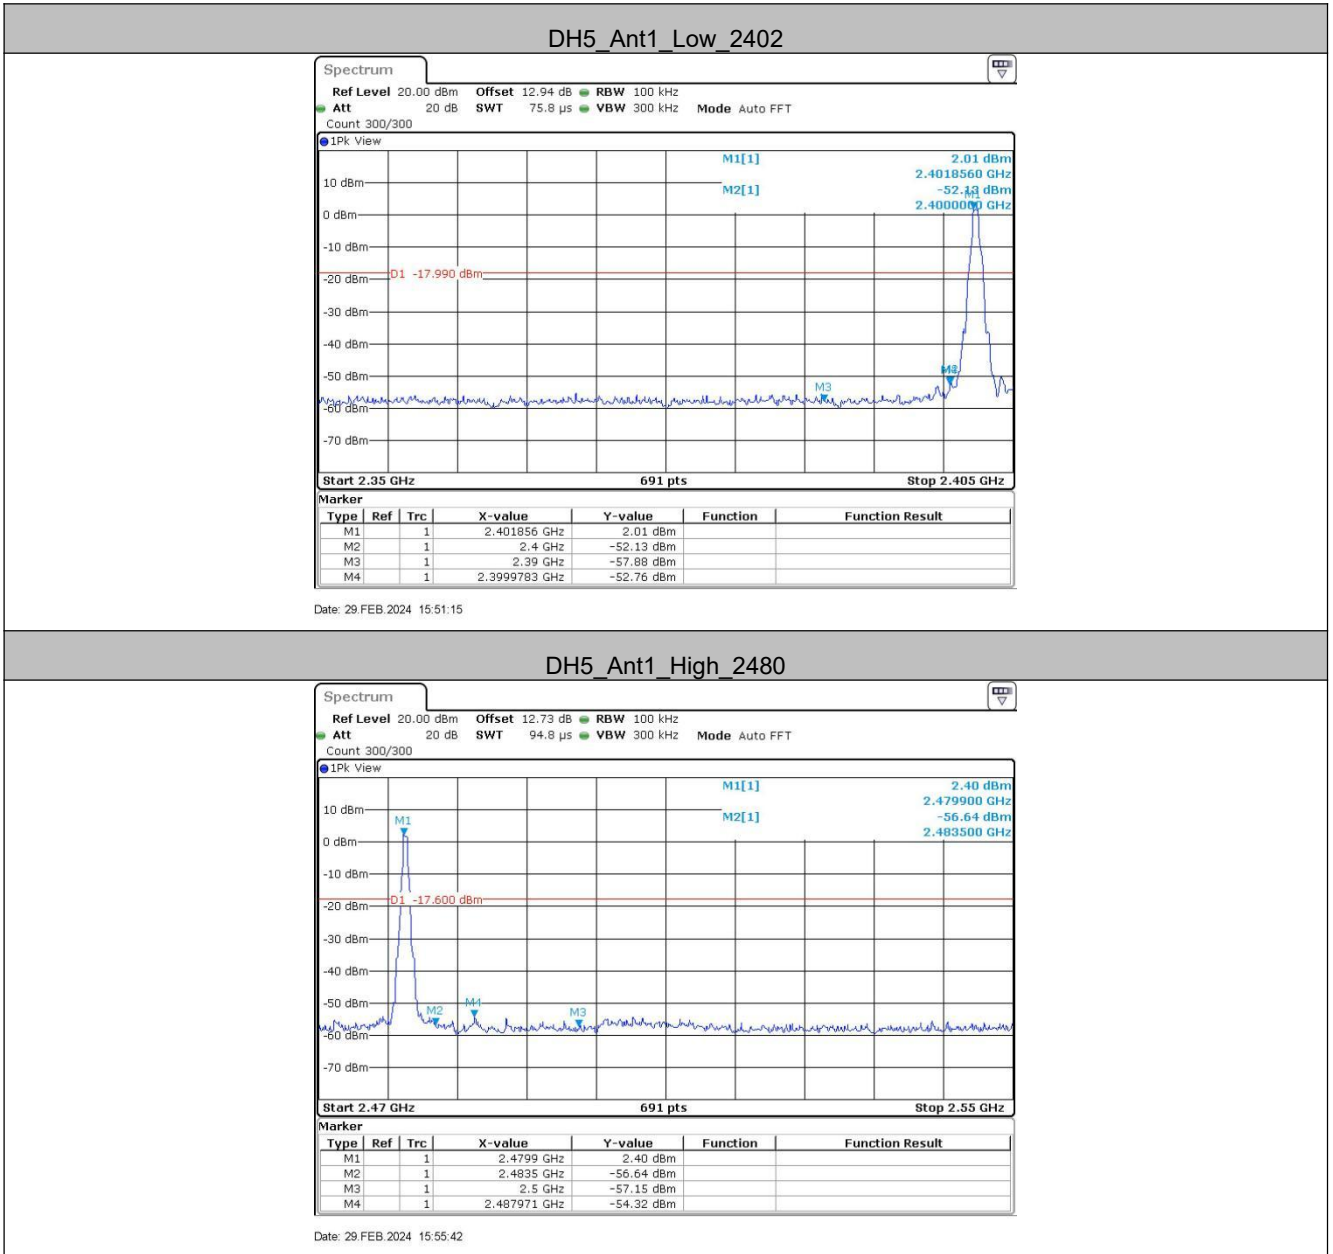 DH5_Ant1_Low_2402
Spectrum
Ref Level 20.00 dBm Offset 12.94 dB RBW 100 kHz
Att 20 dB SWT 75.8 µs VBW 300 kHz Mode Auto FFT
Count 300/300
1Pk View
M1[1] 2.01 dBm
2.4018560 GHz
10 dBm
M2[1] -52.13 dBm
M1
2.4000000 GHz
0 dBm
-10 dBm
D1 -17.990 dBm
-20 dBm
-30 dBm
-40 dBm
-50 dBm
M3
-60 dBm
-70 dBm
Start 2.35 GHz 691 pts Stop 2.405 GHz
Marker
Type Ref Trc X-value Y-value Function Function Result
M1 1 2.401856 GHz 2.01 dBm
M2 1 2.4 GHz -52.13 dBm
M3 1 2.39 GHz -57.88 dBm
M4 1 2.3999783 GHz -52.76 dBm
Date: 29.FEB.2024 15:51:15
DH5_Ant1_High_2480
Spectrum
Ref Level 20.00 dBm Offset 12.73 dB RBW 100 kHz
Att 20 dB SWT 94.8 µs VBW 300 kHz Mode Auto FFT
Count 300/300
1Pk View
M1[1] 2.40 dBm
2.479900 GHz
10 dBm
M1
M2[1] -56.64 dBm
2.483500 GHz
0 dBm
-10 dBm
D1 -17.600 dBm
-20 dBm
-30 dBm
-40 dBm
-50 dBm
M2 M4 M3
-60 dBm
-70 dBm
Start 2.47 GHz 691 pts Stop 2.55 GHz
Marker
Type Ref Trc X-value Y-value Function Function Result
M1 1 2.4799 GHz 2.40 dBm
M2 1 2.4835 GHz -56.64 dBm
M3 1 2.5 GHz -57.15 dBm
M4 1 2.487971 GHz -54.32 dBm
Date: 29.FEB.2024 15:55:42